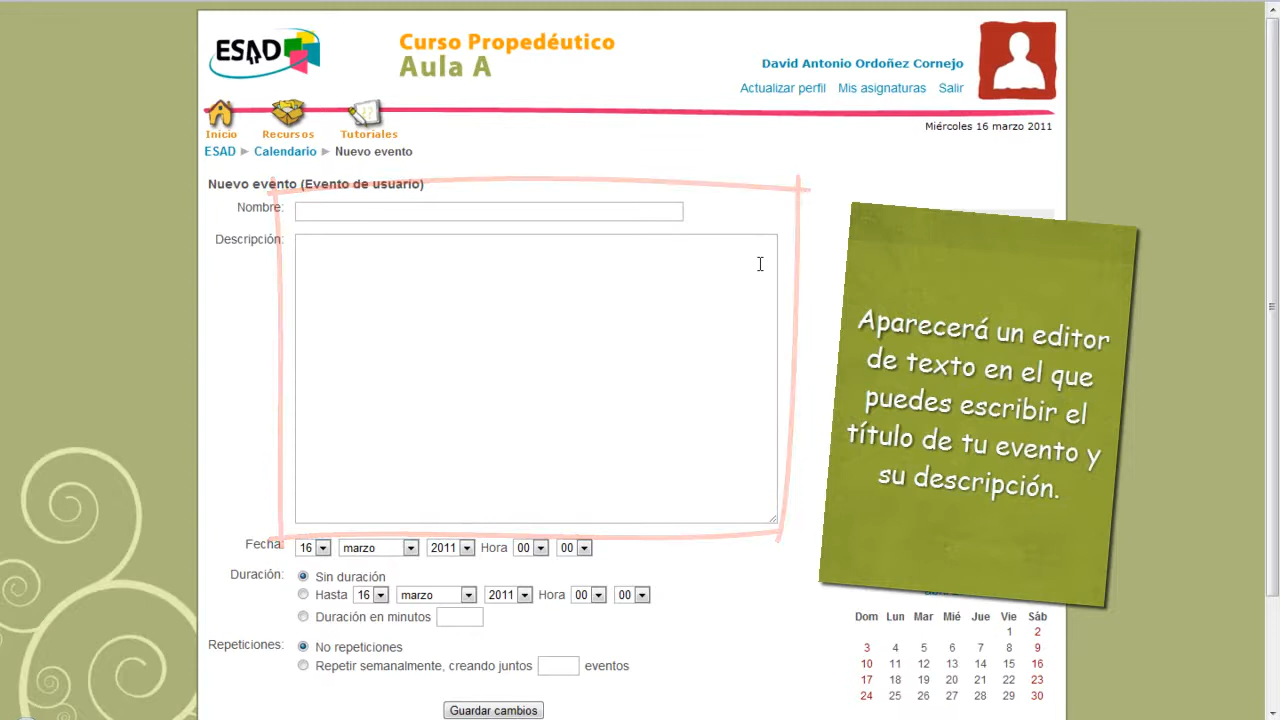 ESAD
Curso Propedéutico
Aula A
David Antonio Ordoñez Cornejo
Actualizar perfil Mis asignaturas Salir
Inicio Recursos Tutoriales
Miércoles 16 marzo 2011
ESAD Calendario Nuevo evento
Nuevo evento (Evento de usuario)
Nombre:
Descripción:
Aparecerá un editor
de texto en el que
puedes escribir el
título de tu evento y
su descripción.
Fecha: 16 marzo 2011 Hora 00 00
Duración: Sin duración
Hasta 16 marzo 2011 Hora 00 00
Duración en minutos
Repeticiones: No repeticiones
Repetir semanalmente, creando juntos eventos
Guardar cambios
Dom Lun Mar Mié Jue Vie Sáb
1 2
3 4 5 6 7 8 9
10 11 12 13 14 15 16
17 18 19 20 21 22 23
24 25 26 27 28 29 30